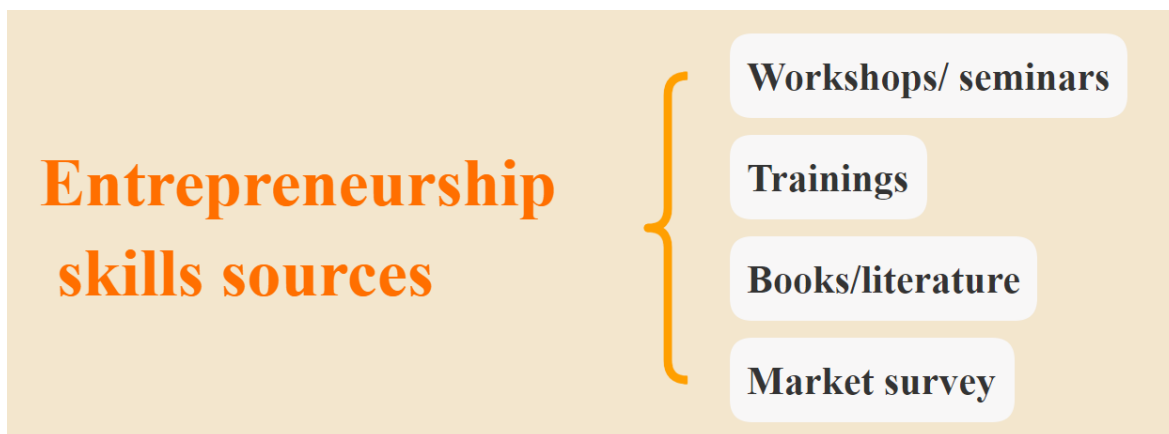 Entrepreneurship
skills sources
Workshops/ seminars
Trainings
Books/literature
Market survey